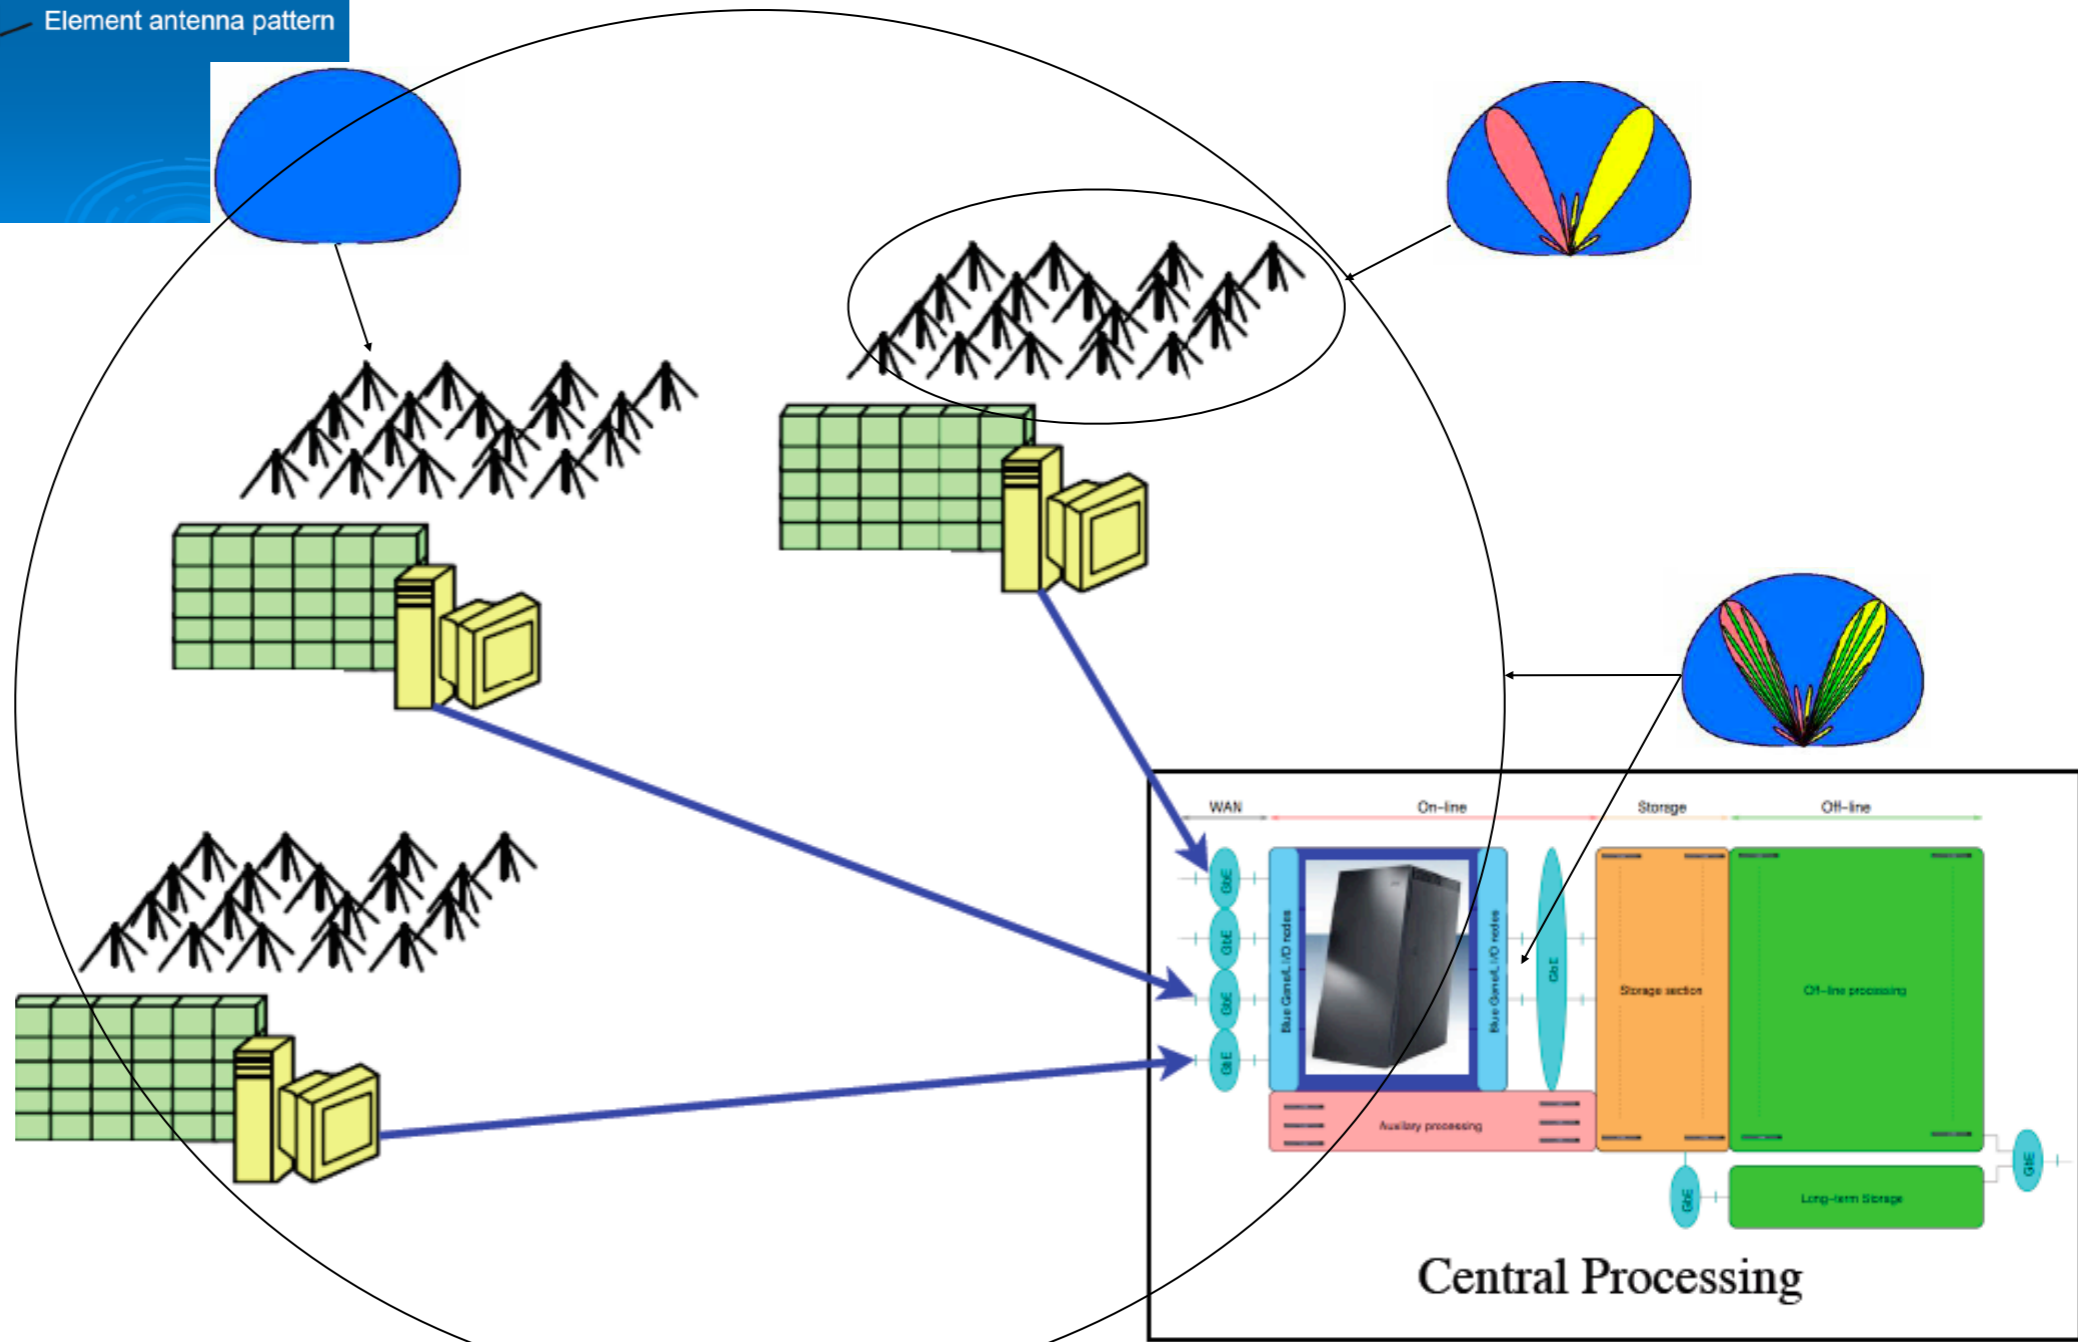 Element antenna pattern
WAN
On-line
Storage
Off-line
GbE
GbE
GbE
GbE
Blue Gene/L I/O nodes
Blue Gene/L I/O nodes
GbE
Storage section
Off-line processing
Auxilary processing
GbE
Long-term Storage
GbE
Central Processing